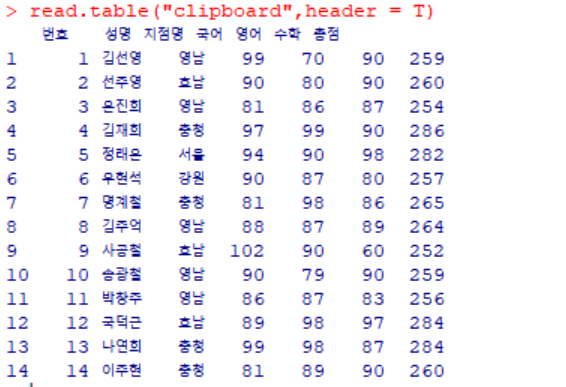 > read.table("clipboard",header = T)
번호 성명 지점명 국어 영어 수학 총점
1 1 김선영 영남 99 70 90 259
2 2 선주영 호남 90 80 90 260
3 3 은진희 영남 81 86 87 254
4 4 김재희 충청 97 99 90 286
5 5 정래은 서울 94 90 98 282
6 6 우현석 강원 90 87 80 257
7 7 명계철 충청 81 98 86 265
8 8 김주억 영남 88 87 89 264
9 9 사공철 호남 102 90 60 252
10 10 송광철 영남 90 79 90 259
11 11 박창주 영남 86 87 83 256
12 12 국덕근 호남 89 98 97 284
13 13 나연희 충청 99 98 87 284
14 14 이주현 충청 81 89 90 260